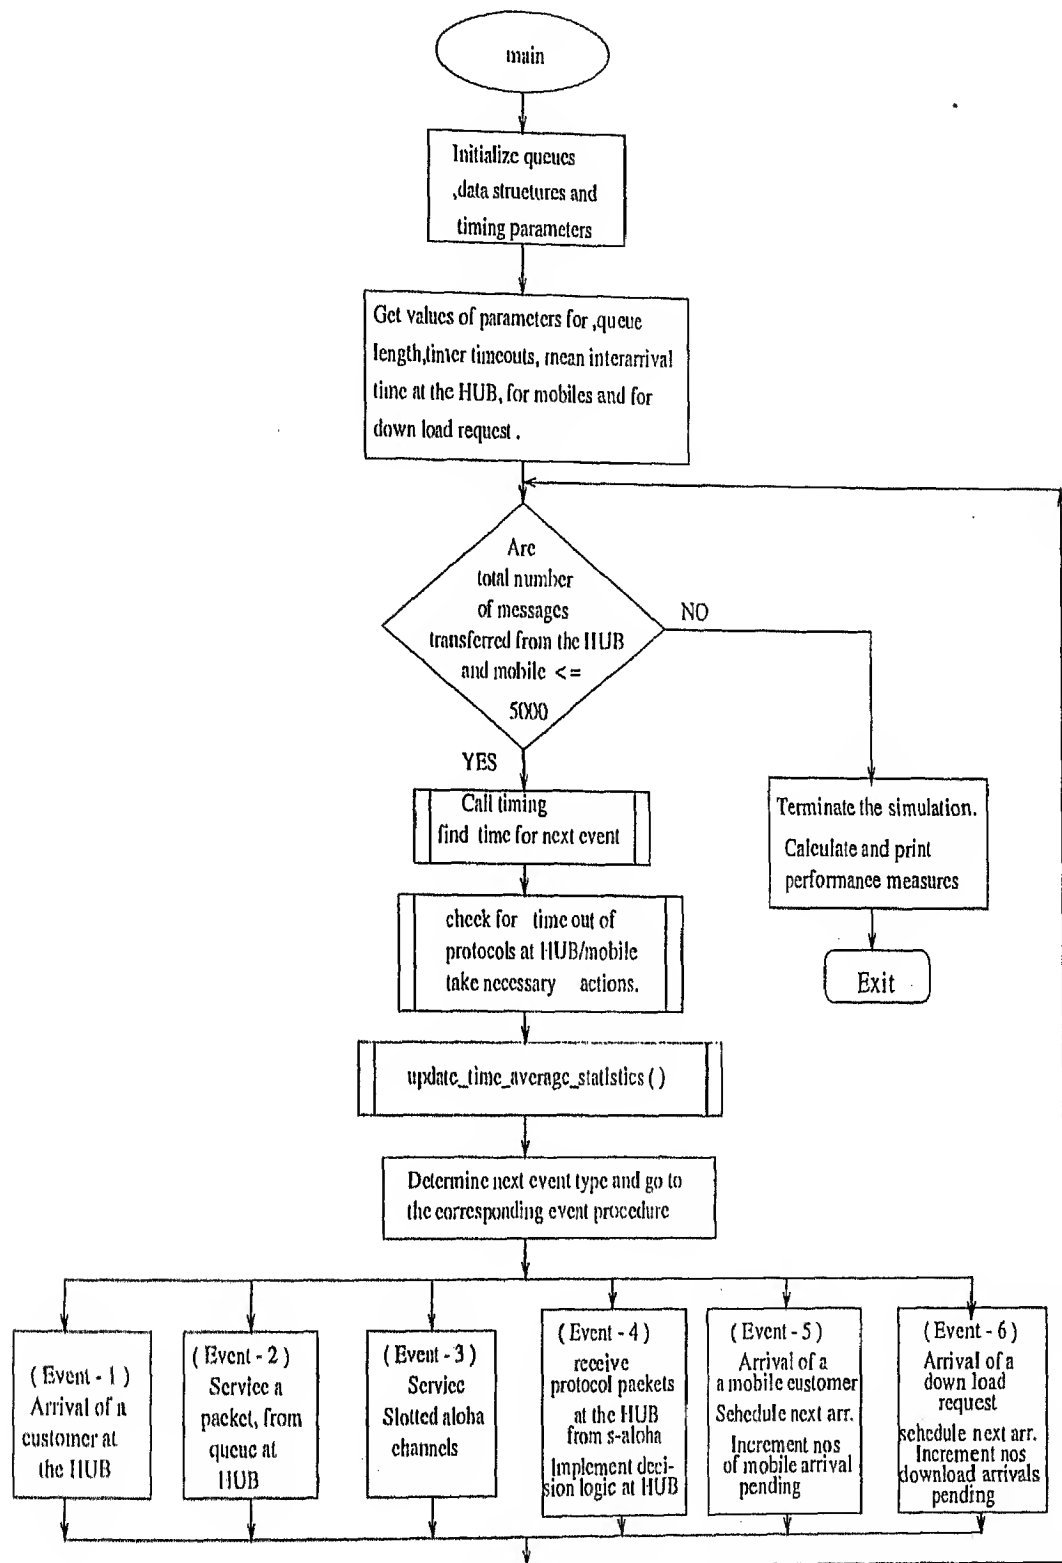 main
Initialize queues
,data structures and
timing parameters
Get values of parameters for ,queue
length,timer timeouts, mean interarrival
time at the HUB, for mobiles and for
down load request .
Are
total number
of messages
transferred from the HUB
and mobile <=
5000
NO
YES
Call timing
find time for next event
Terminate the simulation.
Calculate and print
performance measures
check for time out of
protocols at HUB/mobile
take necessary actions.
Exit
update_time_average_statistics ( )
Determine next event type and go to
the corresponding event procedure
( Event - 1 )
Arrival of a
customer at
the HUB
( Event - 2 )
Service a
packet, from
queue at
HUB
( Event - 3 )
Service
Slotted aloha
channels
( Event - 4 )
receive
protocol packets
at the HUB
from s-aloha
Implement deci-
sion logic at HUB
( Event - 5 )
Arrival of a
a mobile customer
Schedule next arr.
Increment nos
of mobile arrival
pending
( Event - 6 )
Arrival of a
down load
request
schedule next arr.
Increment nos
download arrivals
pending